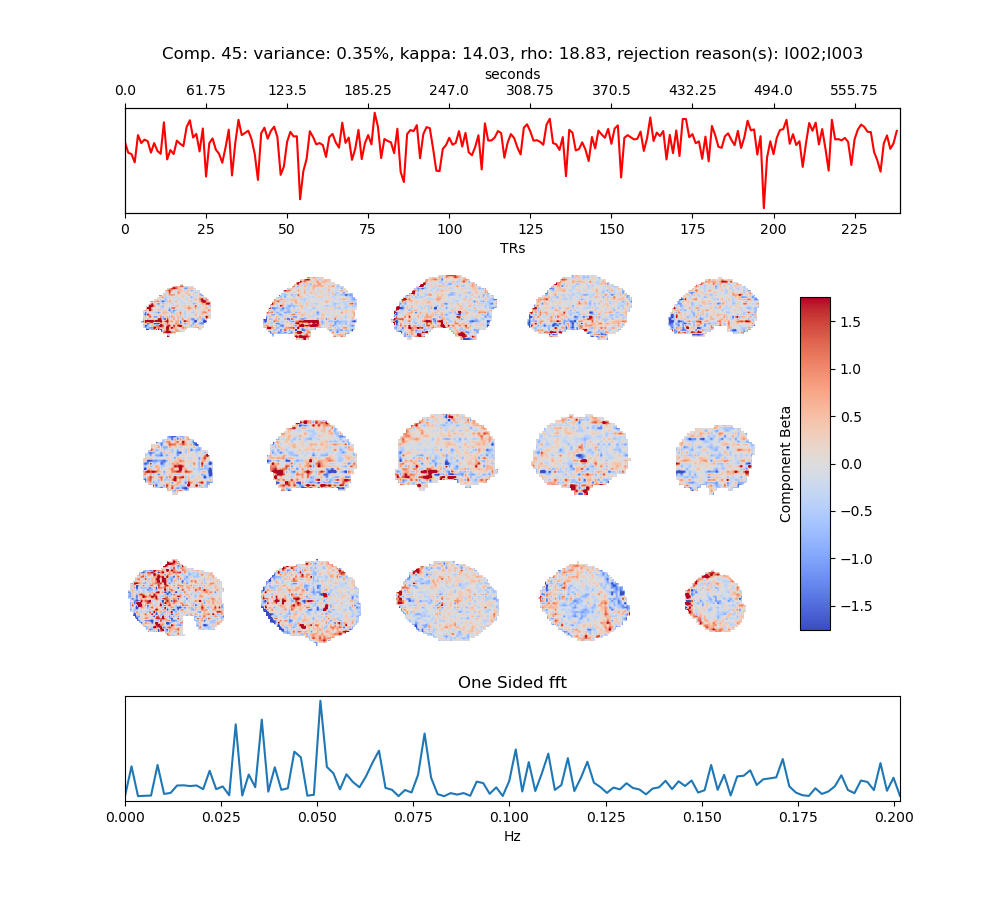 Comp. 45: variance: 0.35%, kappa: 14.03, rho: 18.83, rejection reason(s): I002;I003
seconds
0.0 61.75 123.5 185.25 247.0 308.75 370.5 432.25 494.0 555.75
0 25 50 75 100 125 150 175 200 225
TRs
Component Beta
1.5
1.0
0.5
0.0
−0.5
−1.0
−1.5
One Sided fft
0.000 0.025 0.050 0.075 0.100 0.125 0.150 0.175 0.200
Hz